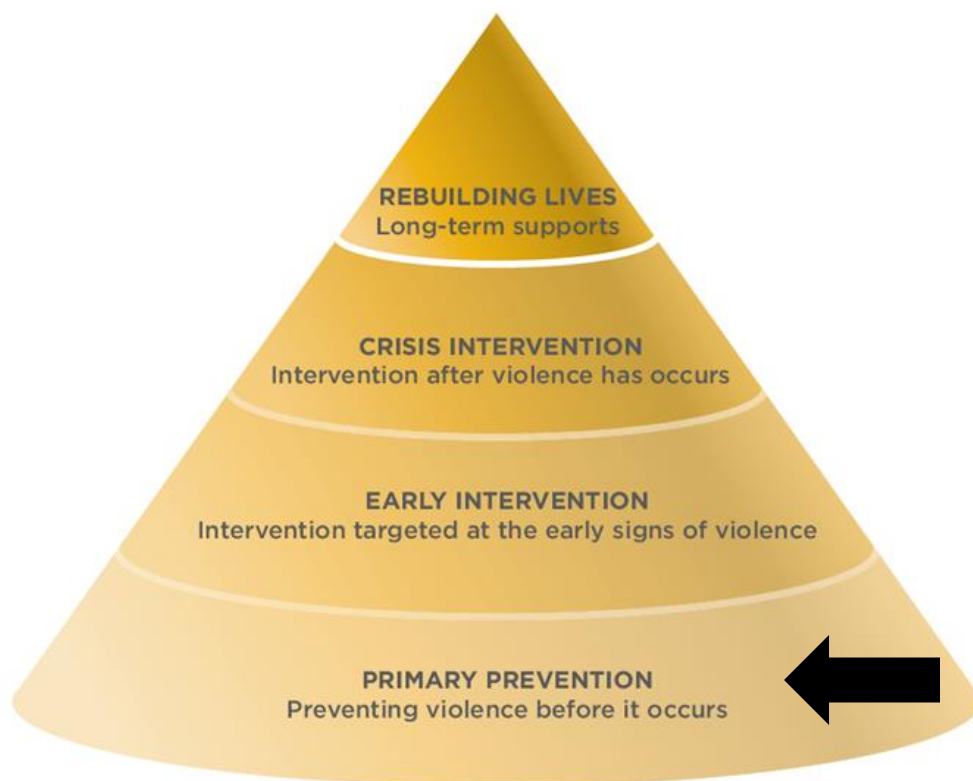 REBUILDING LIVES
Long-term supports
CRISIS INTERVENTION
Intervention after violence has occurs
EARLY INTERVENTION
Intervention targeted at the early signs of violence
PRIMARY PREVENTION
Preventing violence before it occurs